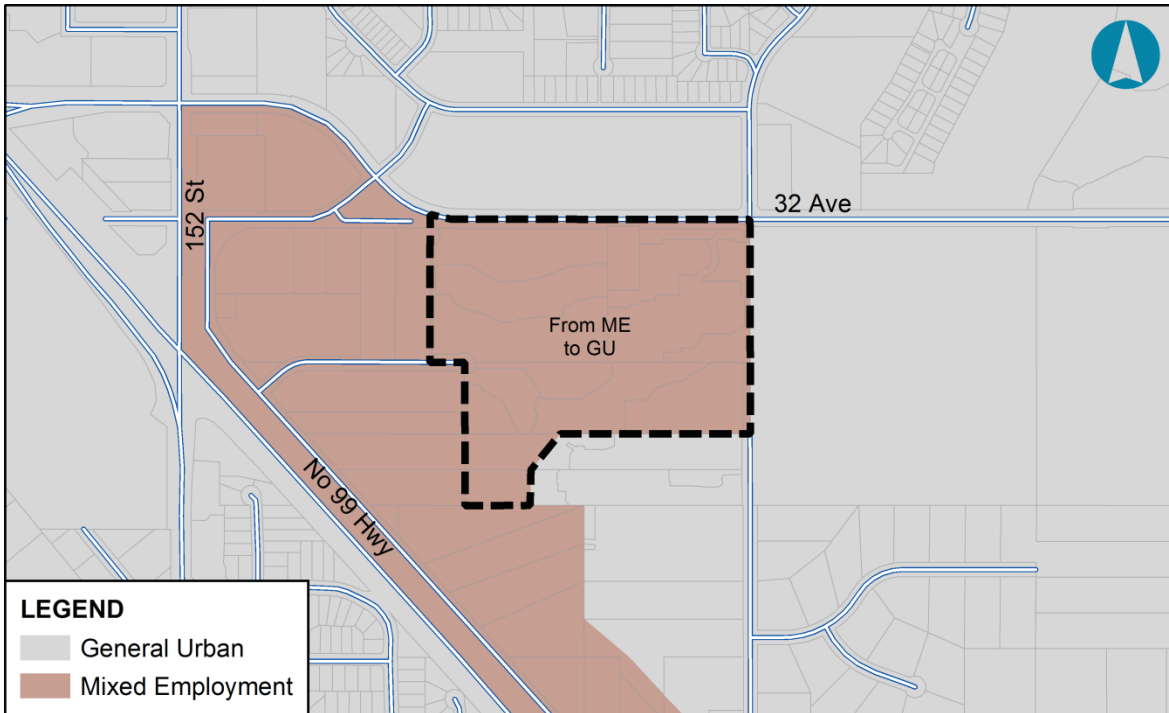 152 St
32 Ave
From ME
to GU
No 99 Hwy
LEGEND
General Urban
Mixed Employment